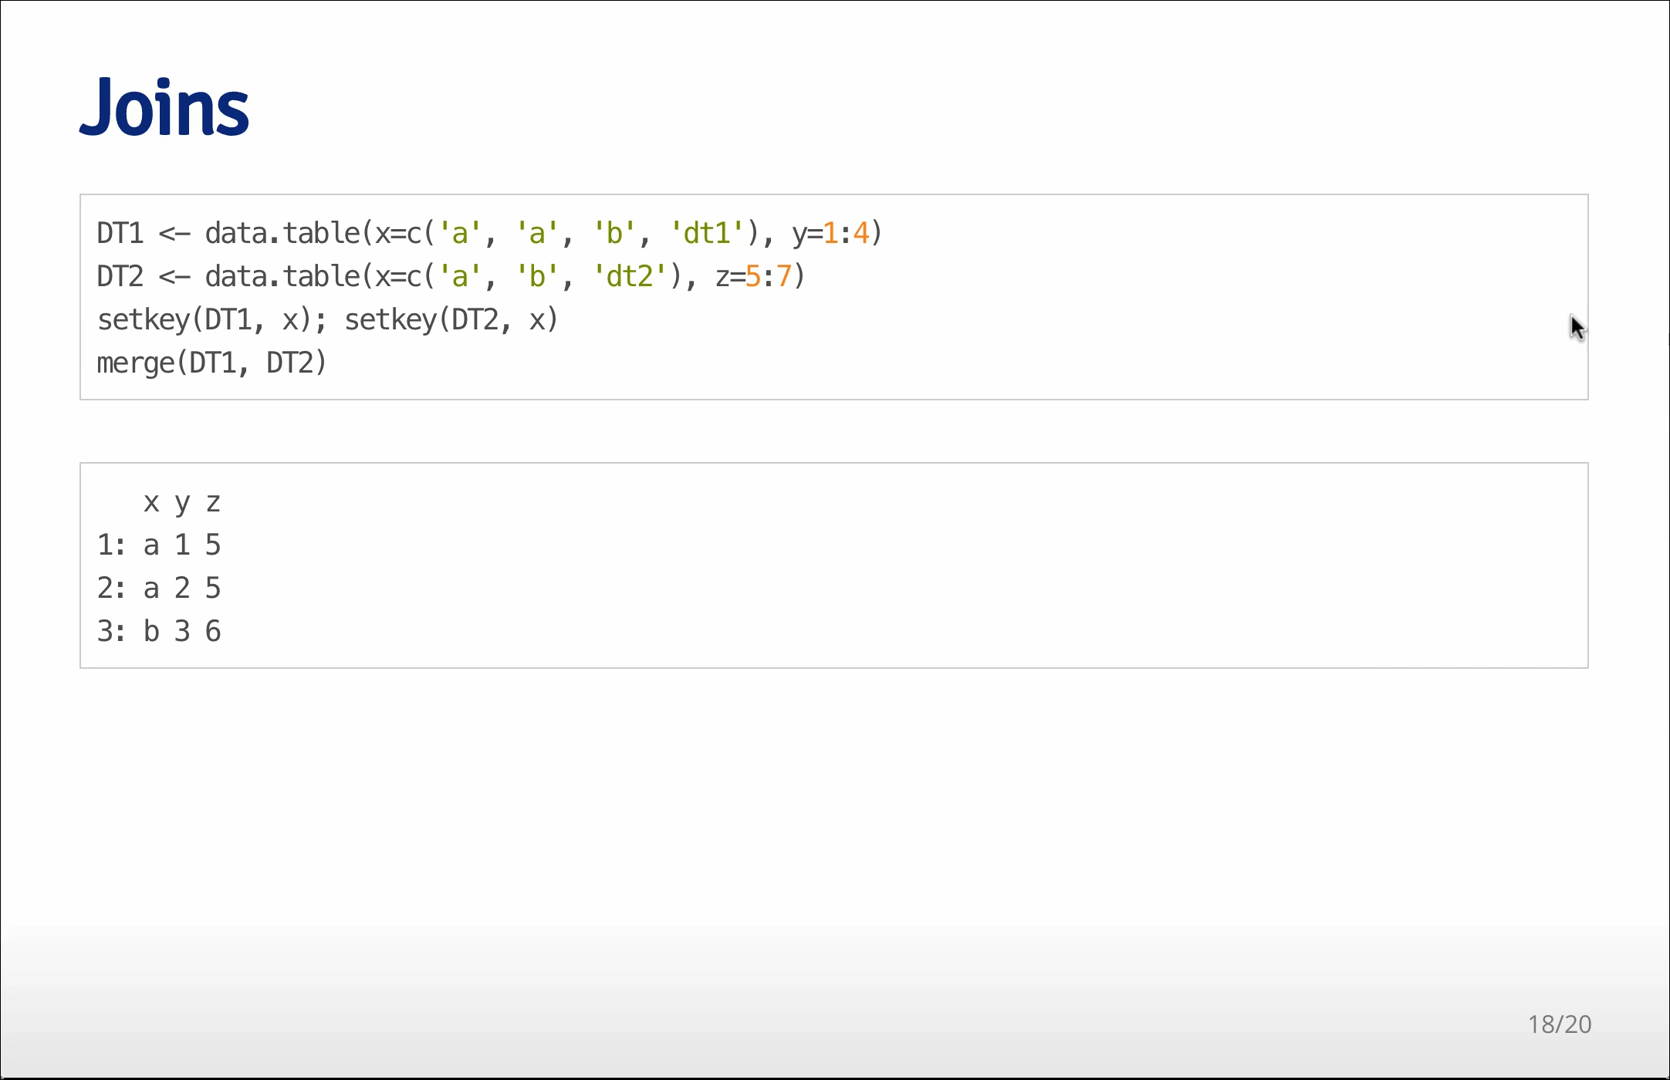 Joins
DT1 <- data.table(x=c('a', 'a', 'b', 'dt1'), y=1:4)
DT2 <- data.table(x=c('a', 'b', 'dt2'), z=5:7)
setkey(DT1, x); setkey(DT2, x)
merge(DT1, DT2)
   x y z
1: a 1 5
2: a 2 5
3: b 3 6
18/20